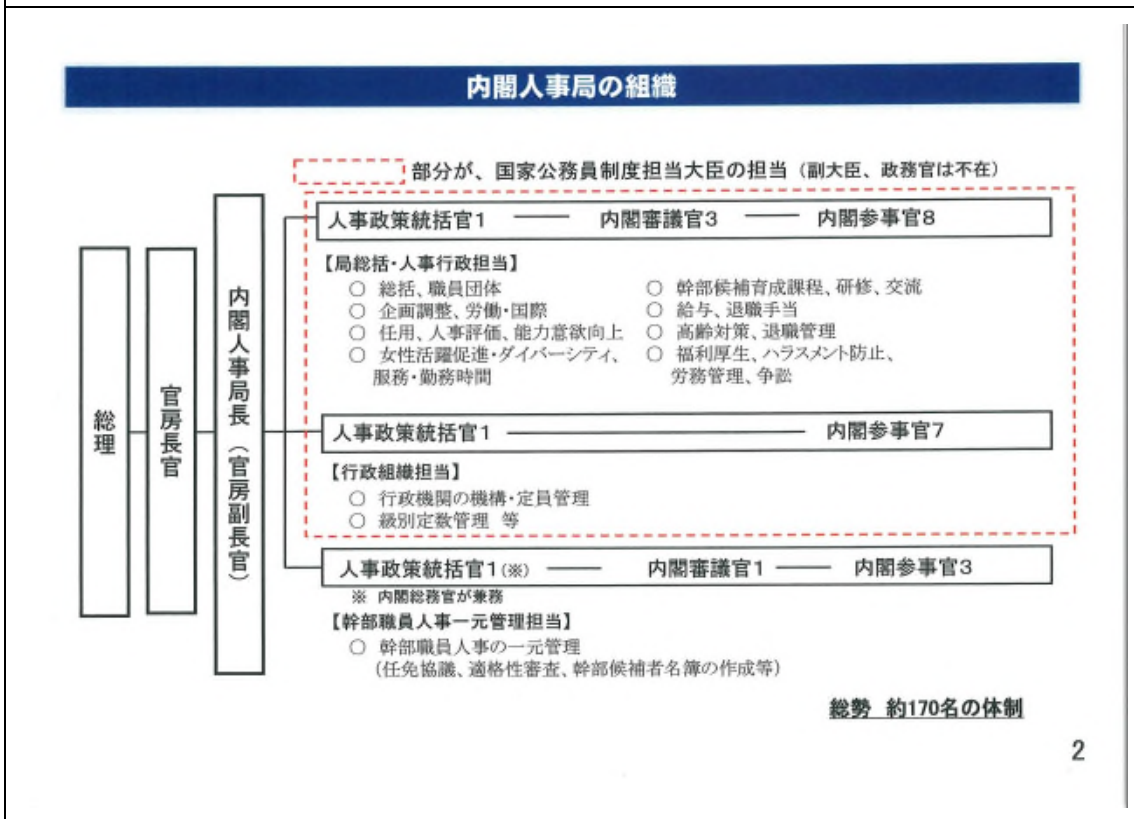 内閣人事局の組織
部分が、国家公務員制度担当大臣の担当（副大臣、政務官は不在）
総理
官房長官
内閣人事局長（官房副長官）
人事政策統括官1 内閣審議官3 内閣参事官8
【局総括・人事行政担当】
○ 総括、職員団体
○ 企画調整、労働・国際
○ 任用、人事評価、能力意欲向上
○ 女性活躍促進・ダイバーシティ、
服務・勤務時間
○ 幹部候補育成課程、研修、交流
○ 給与、退職手当
○ 高齢対策、退職管理
○ 福利厚生、ハラスメント防止、
労務管理、争訟
人事政策統括官1 内閣参事官7
【行政組織担当】
○ 行政機関の機構・定員管理
○ 級別定数管理 等
人事政策統括官1(※) 内閣審議官1 内閣参事官3
※ 内閣総務官が兼務
【幹部職員人事一元管理担当】
○ 幹部職員人事の一元管理
（任免協議、適格性審査、幹部候補者名簿の作成等）
総勢 約170名の体制
2